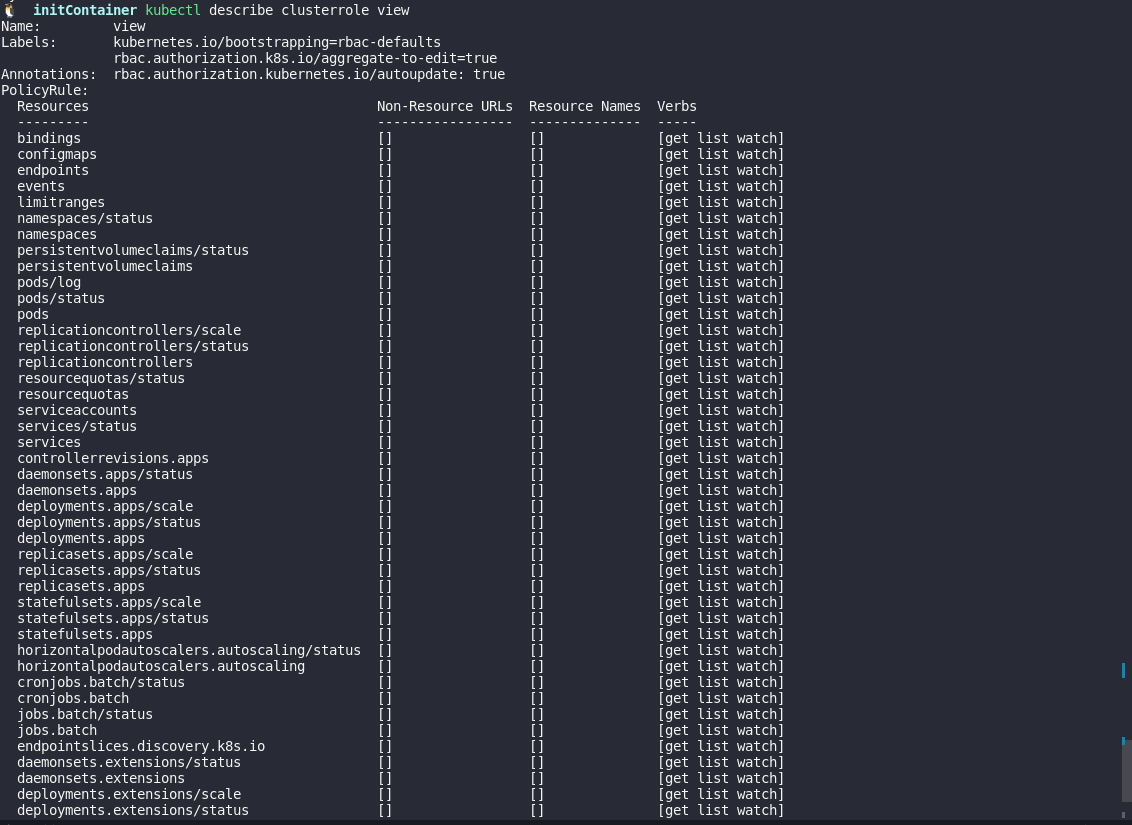 initContainer kubectl describe clusterrole view
Name:         view
Labels:       kubernetes.io/bootstrapping=rbac-defaults
              rbac.authorization.k8s.io/aggregate-to-edit=true
Annotations:  rbac.authorization.kubernetes.io/autoupdate: true
PolicyRule:
  Resources                                    Non-Resource URLs  Resource Names  Verbs
  ---------                                    -----------------  --------------  -----
  bindings                                     []                 []              [get list watch]
  configmaps                                   []                 []              [get list watch]
  endpoints                                    []                 []              [get list watch]
  events                                       []                 []              [get list watch]
  limitranges                                  []                 []              [get list watch]
  namespaces/status                            []                 []              [get list watch]
  namespaces                                   []                 []              [get list watch]
  persistentvolumeclaims/status                []                 []              [get list watch]
  persistentvolumeclaims                       []                 []              [get list watch]
  pods/log                                     []                 []              [get list watch]
  pods/status                                  []                 []              [get list watch]
  pods                                         []                 []              [get list watch]
  replicationcontrollers/scale                 []                 []              [get list watch]
  replicationcontrollers/status                []                 []              [get list watch]
  replicationcontrollers                       []                 []              [get list watch]
  resourcequotas/status                        []                 []              [get list watch]
  resourcequotas                               []                 []              [get list watch]
  serviceaccounts                              []                 []              [get list watch]
  services/status                              []                 []              [get list watch]
  services                                     []                 []              [get list watch]
  controllerrevisions.apps                     []                 []              [get list watch]
  daemonsets.apps/status                       []                 []              [get list watch]
  daemonsets.apps                              []                 []              [get list watch]
  deployments.apps/scale                       []                 []              [get list watch]
  deployments.apps/status                      []                 []              [get list watch]
  deployments.apps                             []                 []              [get list watch]
  replicasets.apps/scale                       []                 []              [get list watch]
  replicasets.apps/status                      []                 []              [get list watch]
  replicasets.apps                             []                 []              [get list watch]
  statefulsets.apps/scale                      []                 []              [get list watch]
  statefulsets.apps/status                     []                 []              [get list watch]
  statefulsets.apps                            []                 []              [get list watch]
  horizontalpodautoscalers.autoscaling/status  []                 []              [get list watch]
  horizontalpodautoscalers.autoscaling         []                 []              [get list watch]
  cronjobs.batch/status                        []                 []              [get list watch]
  cronjobs.batch                               []                 []              [get list watch]
  jobs.batch/status                            []                 []              [get list watch]
  jobs.batch                                   []                 []              [get list watch]
  endpointslices.discovery.k8s.io              []                 []              [get list watch]
  daemonsets.extensions/status                 []                 []              [get list watch]
  daemonsets.extensions                        []                 []              [get list watch]
  deployments.extensions/scale                 []                 []              [get list watch]
  deployments.extensions/status                []                 []              [get list watch]